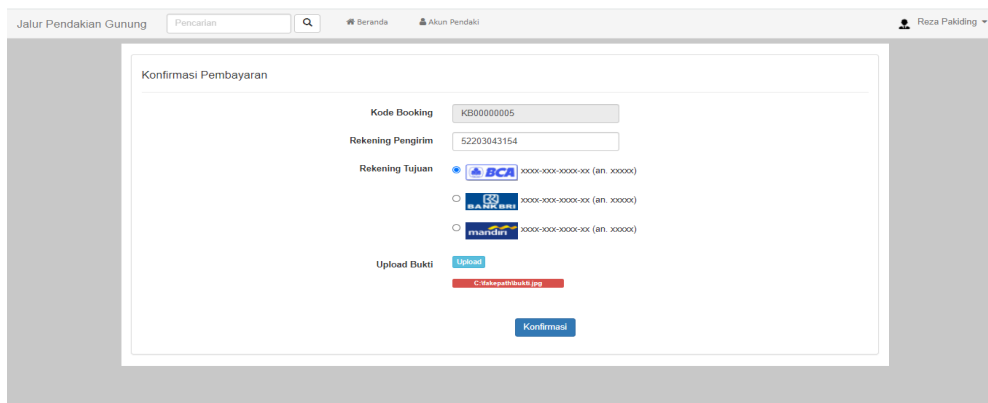 Jalur Pendakian Gunung Pencarian Beranda Akun Pendaki Reza Pakiding
Konfirmasi Pembayaran
Kode Booking KB00000005
Rekening Pengirim 52203043154
Rekening Tujuan BCA xxxx-xxx-xxxx-xx (an. xxxxx)
BANK BRI xxxx-xxx-xxxx-xx (an. xxxxx)
mandiri xxxx-xxx-xxxx-xx (an. xxxxx)
Upload Bukti Upload
C:\fakepath\bukti.jpg
Konfirmasi